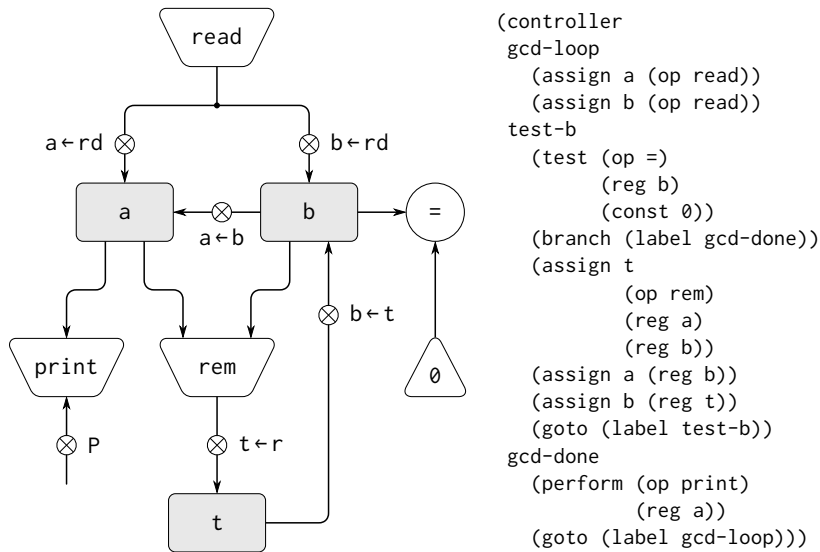 read
a←rd
b←rd
a
b
=
a←b
b←t
print
rem
0
P
t←r
t
(controller
 gcd-loop
   (assign a (op read))
   (assign b (op read))
 test-b
   (test (op =)
         (reg b)
         (const 0))
   (branch (label gcd-done))
   (assign t
           (op rem)
           (reg a)
           (reg b))
   (assign a (reg b))
   (assign b (reg t))
   (goto (label test-b))
 gcd-done
   (perform (op print)
            (reg a))
   (goto (label gcd-loop)))